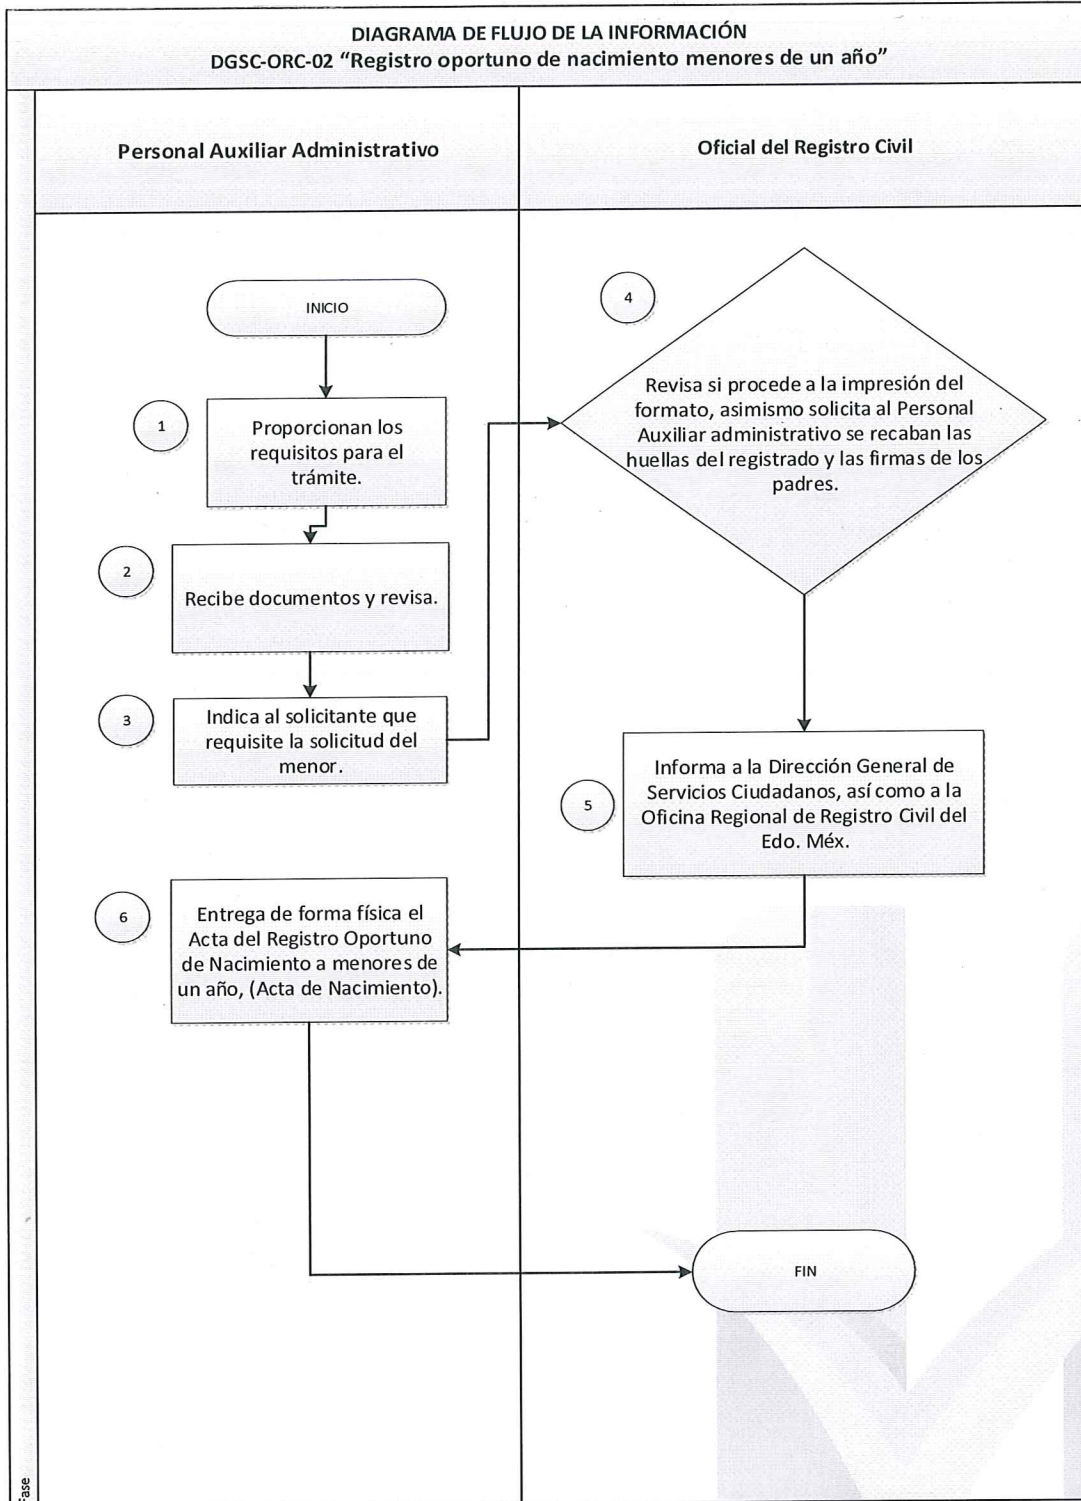 DIAGRAMA DE FLUJO DE LA INFORMACIÓN
DGSC-ORC-02 “Registro oportuno de nacimiento menores de un año”
Personal Auxiliar Administrativo
Oficial del Registro Civil
INICIO
1
Proporcionan los
requisitos para el
trámite.
2
Recibe documentos y revisa.
3
Indica al solicitante que
requisite la solicitud del
menor.
4
Revisa si procede a la impresión del
formato, asimismo solicita al Personal
Auxiliar administrativo se recaban las
huellas del registrado y las firmas de los
padres.
5
Informa a la Dirección General de
Servicios Ciudadanos, así como a la
Oficina Regional de Registro Civil del
Edo. Méx.
6
Entrega de forma física el
Acta del Registro Oportuno
de Nacimiento a menores de
un año, (Acta de Nacimiento).
FIN
Fase